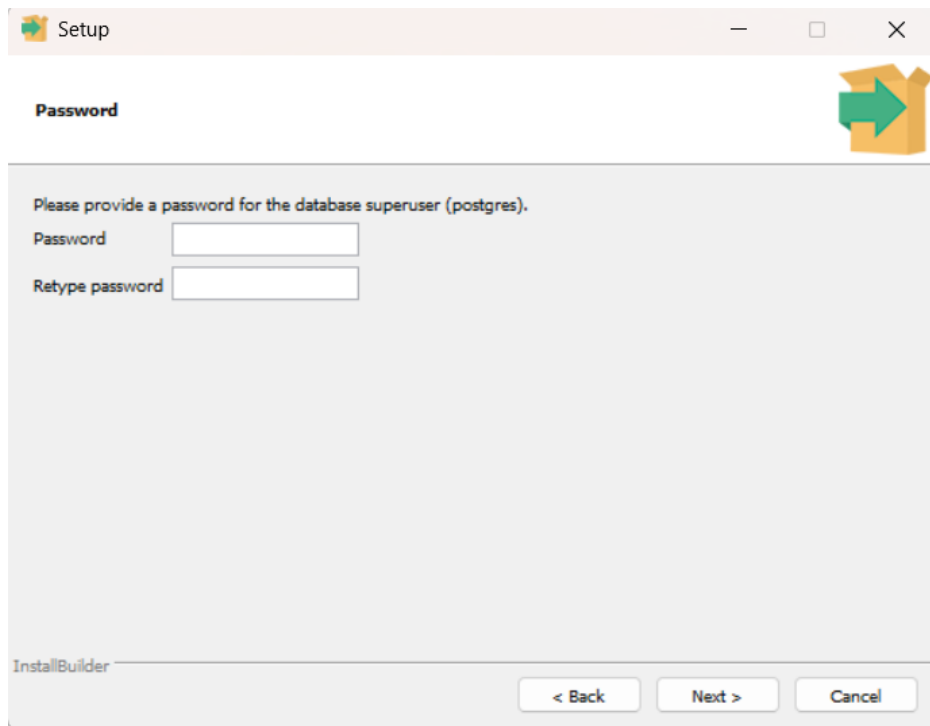 Setup
Password
Please provide a password for the database superuser (postgres).
Password
Retype password
InstallBuilder
< Back Next > Cancel